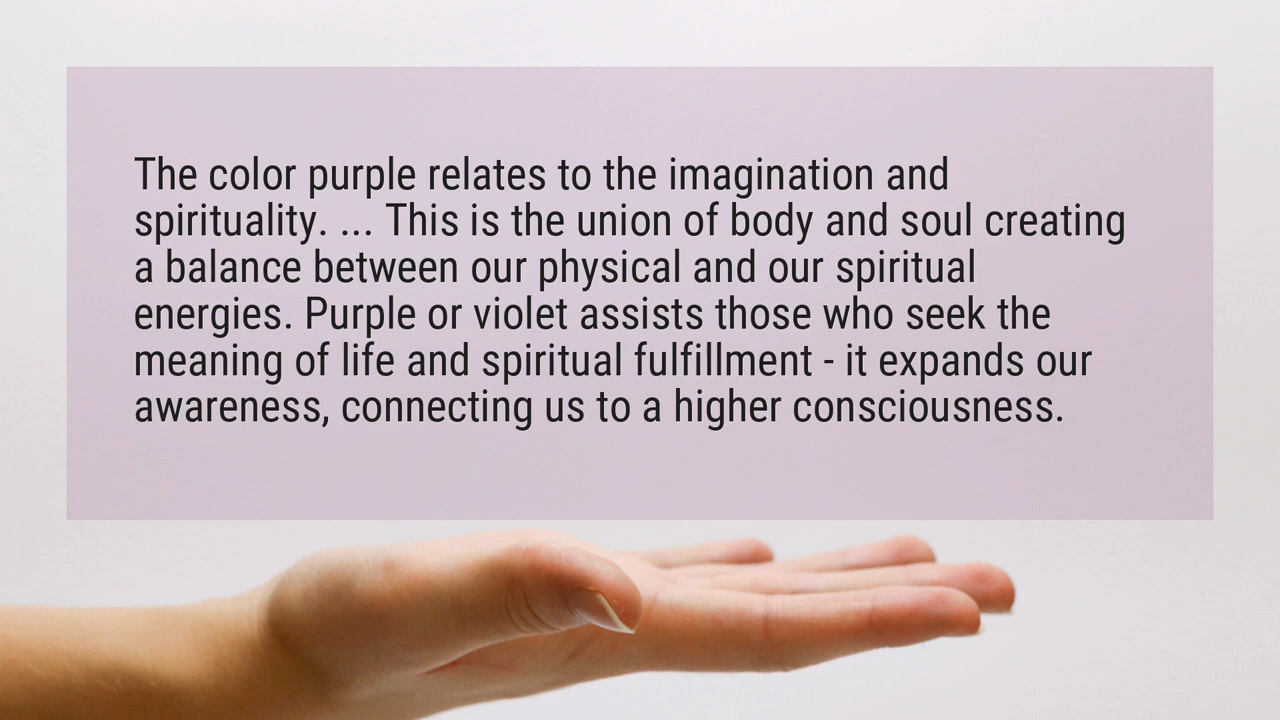 The color purple relates to the imagination and
spirituality. ... This is the union of body and soul creating
a balance between our physical and our spiritual
energies. Purple or violet assists those who seek the
meaning of life and spiritual fulfillment - it expands our
awareness, connecting us to a higher consciousness.